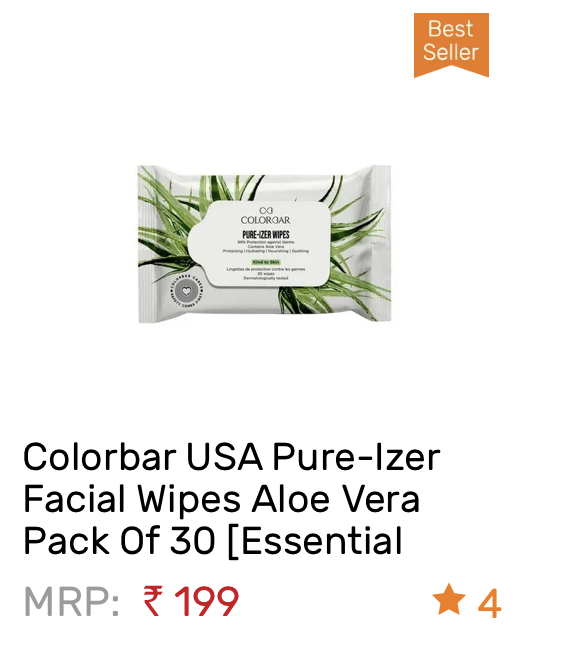 Best
Seller
COLORBAR
PURE-IZER WIPES
99% Protection against Germs
Contains Aloe Vera
Protecting | Hydrating | Nourishing | Soothing
Kind to Skin
Lingettes de protection contre les germes
30 wipes
Dermatologically tested
Colorbar USA Pure-Izer
Facial Wipes Aloe Vera
Pack Of 30 [Essential
MRP: ₹ 199
4